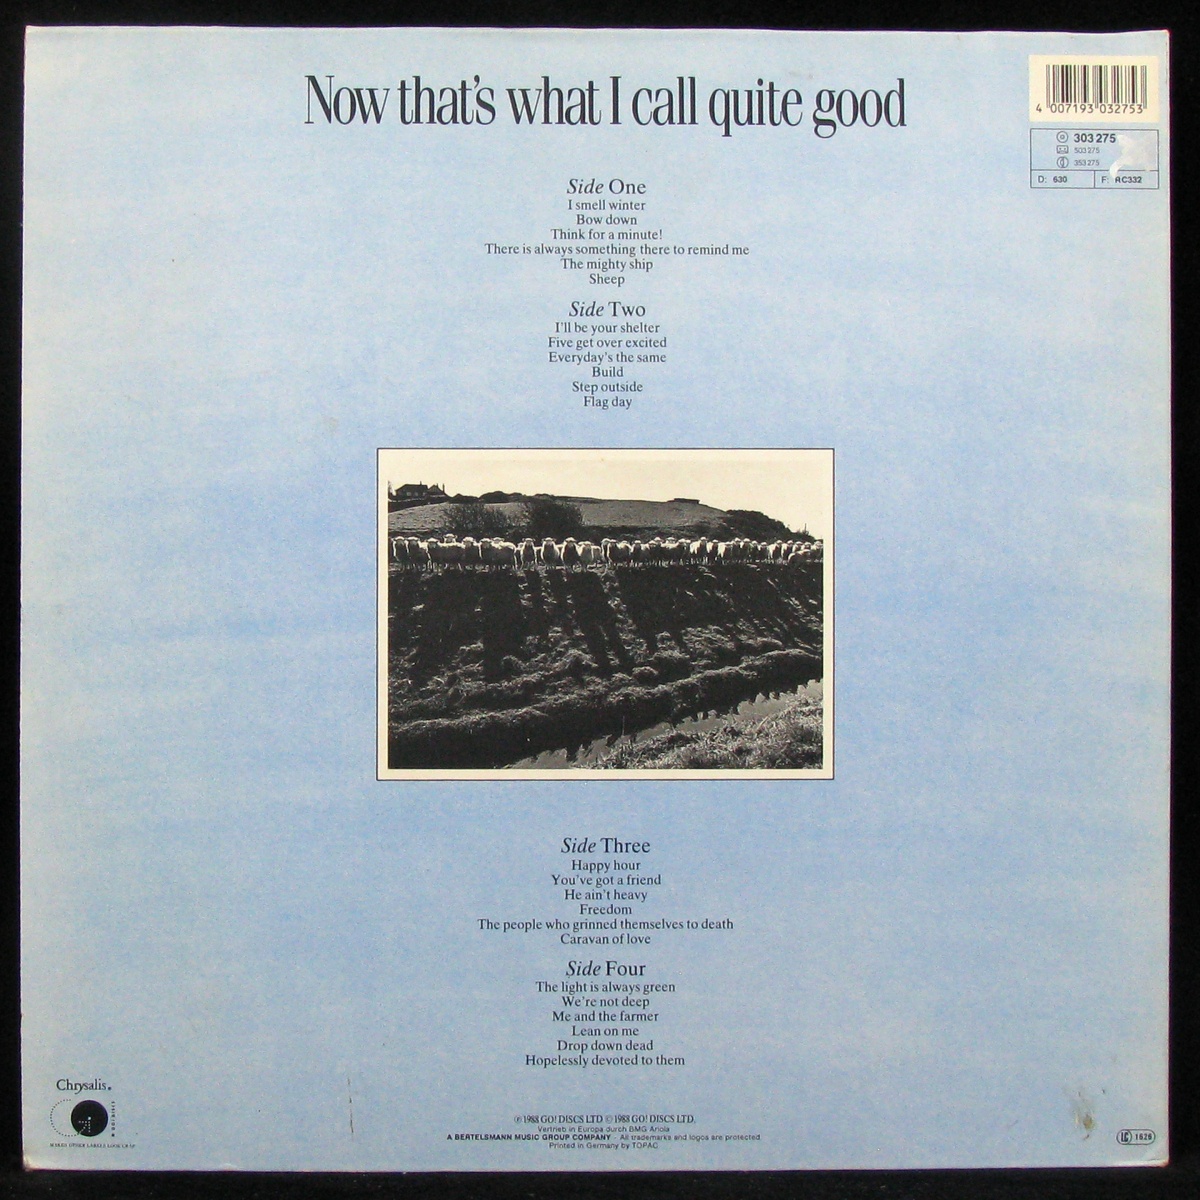 Now that's what I call quite good
4 007193 032753
303 275
503 275
353 275
D: 630 F: AC332
Side One
I smell winter
Bow down
Think for a minute!
There is always something there to remind me
The mighty ship
Sheep
Side Two
I'll be your shelter
Five get over excited
Everyday's the same
Build
Step outside
Flag day
Side Three
Happy hour
You've got a friend
He ain't heavy
Freedom
The people who grinned themselves to death
Caravan of love
Side Four
The light is always green
We're not deep
Me and the farmer
Lean on me
Drop down dead
Hopelessly devoted to them
Chrysalis.
℗ 1988 GO! DISCS LTD © 1988 GO! DISCS LTD.
Vertrieb in Europa durch BMG Ariola
A BERTELSMANN MUSIC GROUP COMPANY - All trademarks and logos are protected.
Printed in Germany by TOPAC
LC 1626